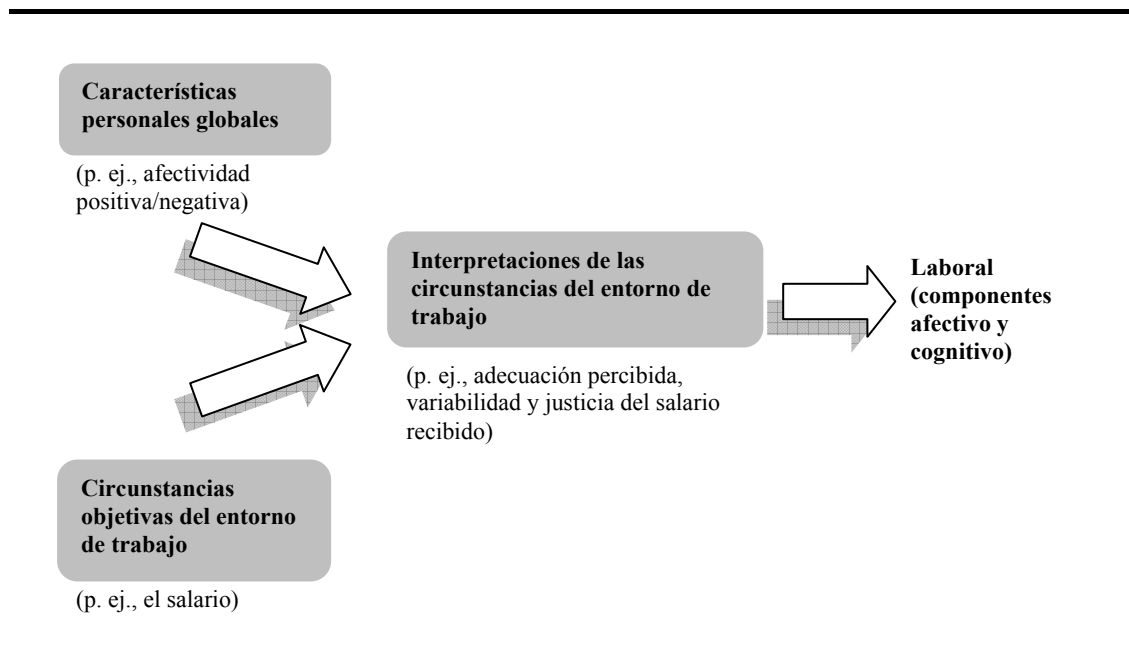 Características
personales globales
(p. ej., afectividad
positiva/negativa)
Interpretaciones de las
circunstancias del entorno de
trabajo
(p. ej., adecuación percibida,
variabilidad y justicia del salario
recibido)
Laboral
(componentes
afectivo y
cognitivo)
Circunstancias
objetivas del entorno
de trabajo
(p. ej., el salario)